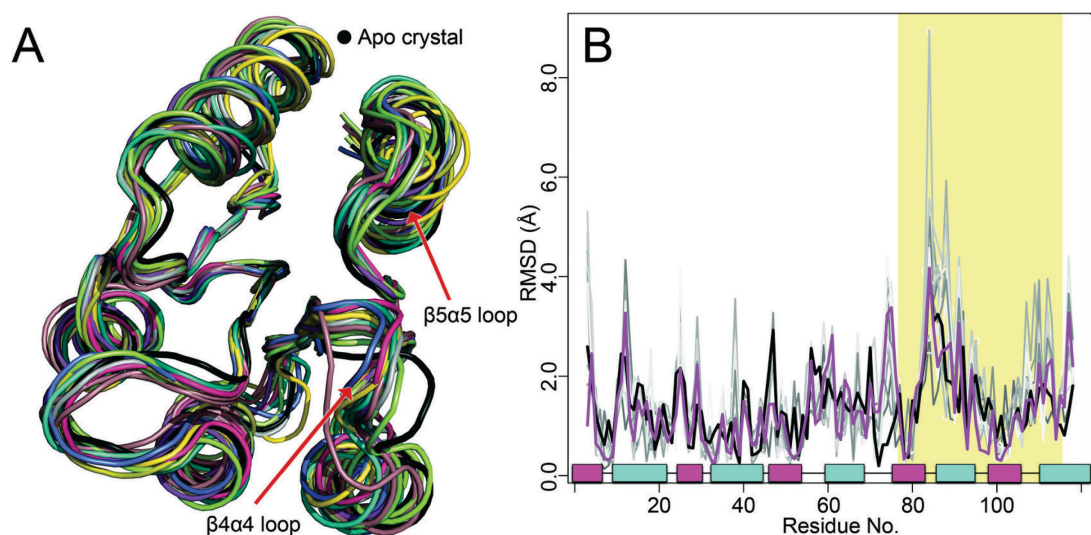 A
● Apo crystal
β5α5 loop
β4α4 loop
B
RMSD (Å)
8.0
6.0
4.0
2.0
0.0
20
40
60
80
100
Residue No.